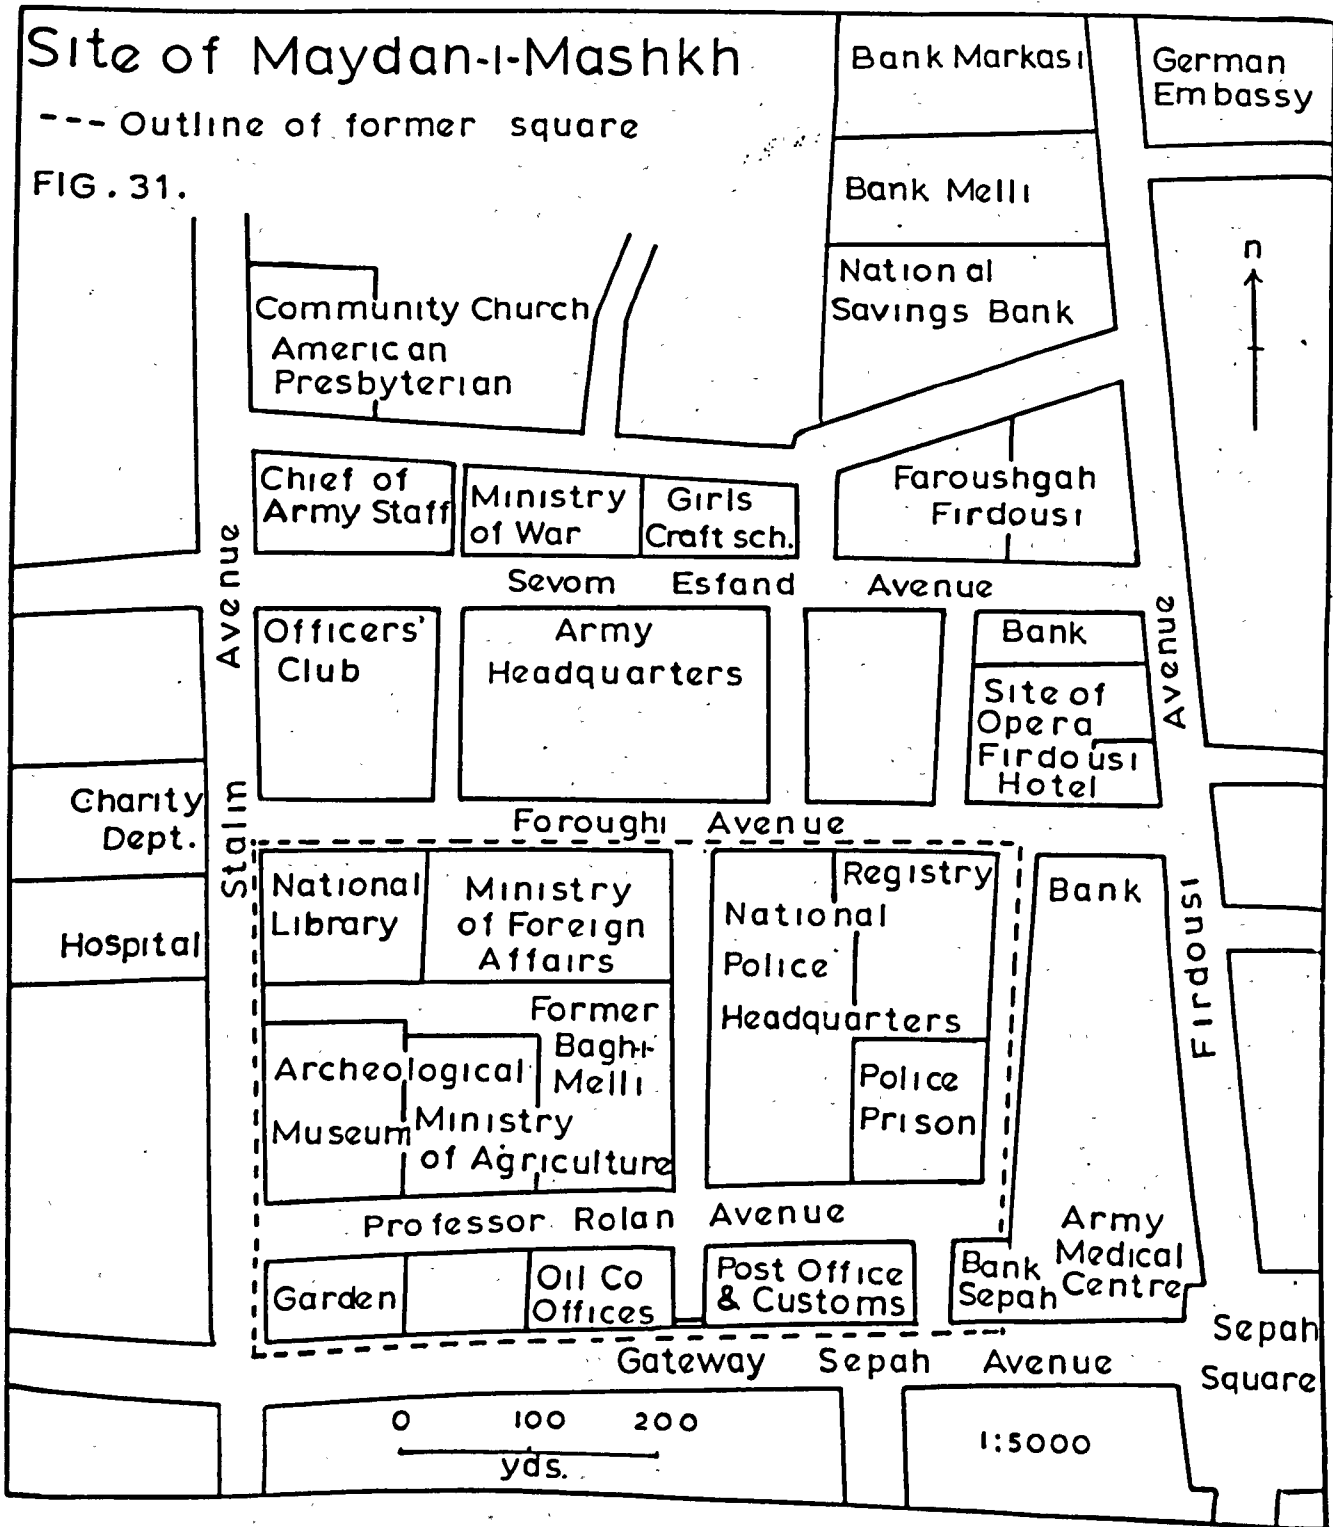 Site of Maydan-i-Mashkh
--- Outline of former square
FIG. 31.
Bank Markasi
German
Embassy
Bank Melli
National
Savings Bank
n
Community Church
American
Presbyterian
Chief of
Army Staff
Ministry
of War
Girls
Craft sch.
Faroushgah
Firdousi
Sevom Esfand Avenue
Stalim Avenue
Officers'
Club
Army
Headquarters
Bank
Site of
Opera
Firdousi
Hotel
Firdousi Avenue
Charity
Dept.
Hospital
Foroughi Avenue
National
Library
Ministry
of Foreign
Affairs
Registry
National
Police
Headquarters
Bank
Former
Baghi-
Melli
Archeological
Museum
Ministry
of Agriculture
Police
Prison
Professor Rolan Avenue
Garden
Oil Co
Offices
Post Office
& Customs
Bank
Sepah
Army
Medical
Centre
Sepah
Square
Gateway Sepah Avenue
0 100 200
yds.
1:5000